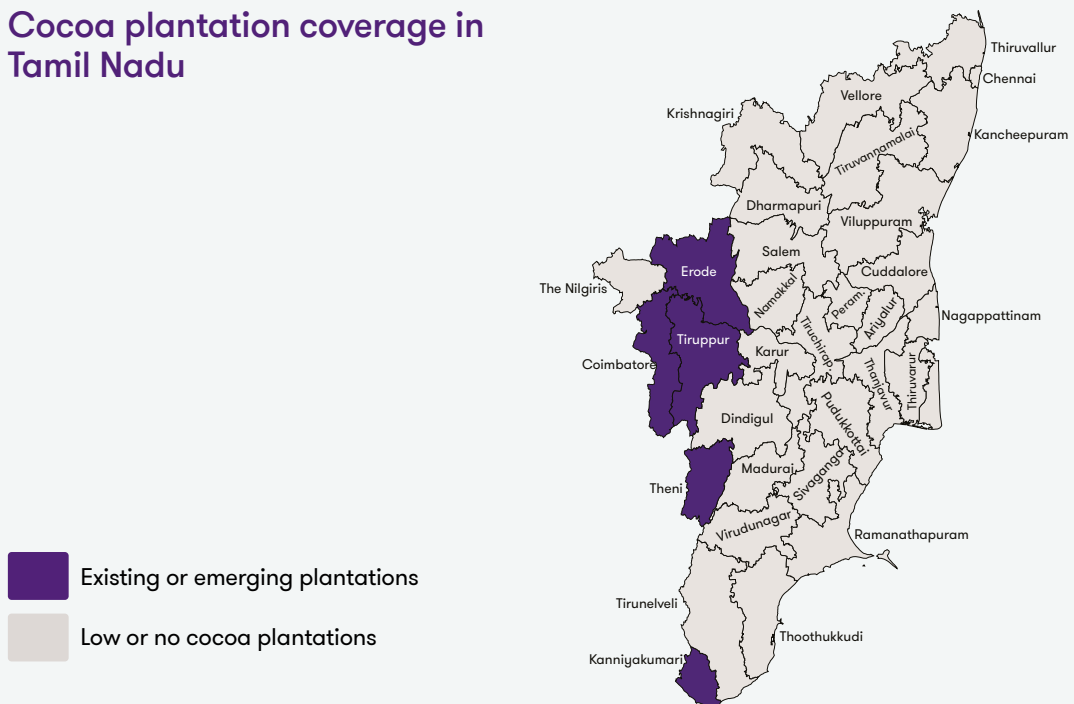 Cocoa plantation coverage in
Tamil Nadu
Thiruvallur
Chennai
Vellore
Krishnagiri
Kancheepuram
Tiruvannamalai
Dharmapuri
Viluppuram
Salem
Erode
Cuddalore
The Nilgiris
Namakkal
Peram.
Ariyalur
Nagappattinam
Tiruchirap.
Tiruppur
Karur
Coimbatore
Thanjavur
Thiruvarur
Dindigul
Pudukkottai
Madurai
Sivaganga
Theni
Virudunagar
Ramanathapuram
Existing or emerging plantations
Tirunelveli
Low or no cocoa plantations
Thoothukkudi
Kanniyakumari